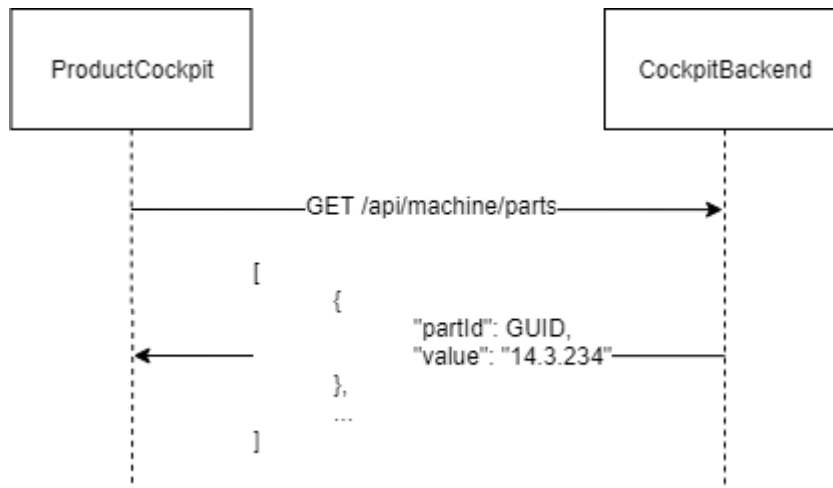 ProductCockpit
CockpitBackend
GET /api/machine/parts
[
{
"partId": GUID,
"value": "14.3.234"
},
...
]